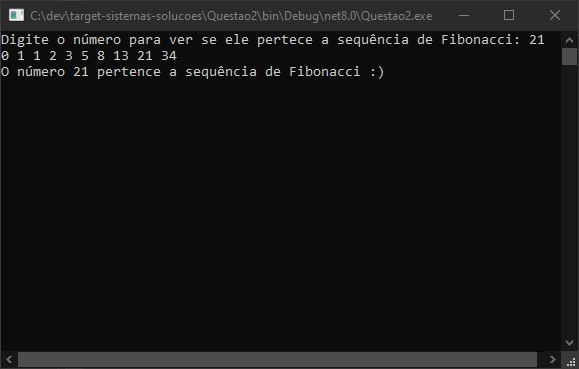 C:\dev\target-sistemas-solucoes\Questao2\bin\Debug\net8.0\Questao2.exe
Digite o número para ver se ele pertece a sequência de Fibonacci: 21
0 1 1 2 3 5 8 13 21 34
O número 21 pertence a sequência de Fibonacci :)